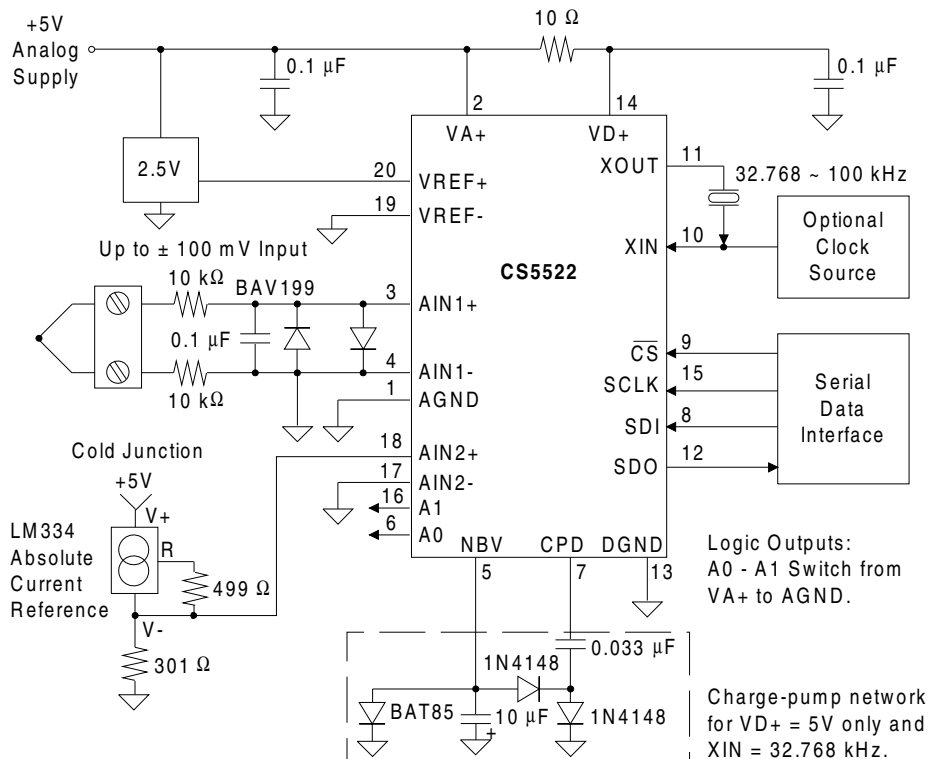 +5V
Analog
Supply
0.1 μF
10 Ω
0.1 μF
2
14
VA+
VD+
2.5V
20
VREF+
19
VREF-
XOUT
11
32.768 ~ 100 kHz
XIN
10
Optional
Clock
Source
CS5522
Up to ± 100 mV Input
10 kΩ
BAV199
3
AIN1+
0.1 μF
4
AIN1-
10 kΩ
1
AGND
CS
9
SCLK
15
SDI
8
SDO
12
Serial
Data
Interface
18
AIN2+
17
AIN2-
16
A1
6
A0
Cold Junction
+5V
V+
LM334
Absolute
Current
Reference
R
499 Ω
V-
301 Ω
NBV
CPD
DGND
5
7
13
Logic Outputs:
A0 - A1 Switch from
VA+ to AGND.
0.033 μF
1N4148
BAT85
10 μF
+
1N4148
Charge-pump network
for VD+ = 5V only and
XIN = 32.768 kHz.